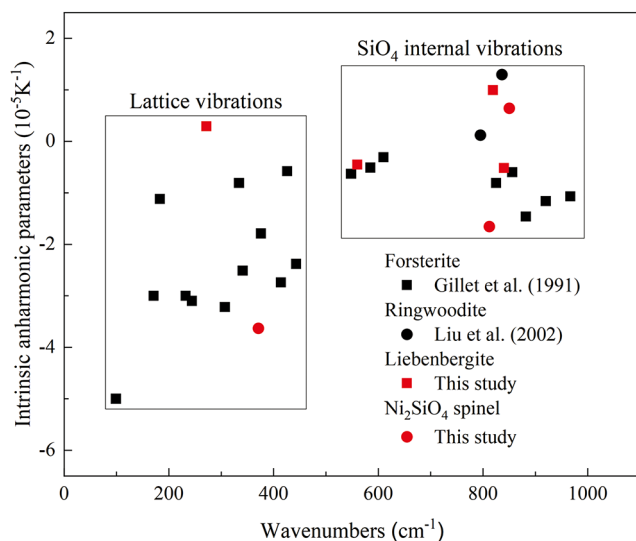 SiO₄ internal vibrations
Lattice vibrations
Intrinsic anharmonic parameters (10⁻⁵K⁻¹)
2
0
-2
-4
-6
Forsterite
Gillet et al. (1991)
Ringwoodite
Liu et al. (2002)
Liebenbergite
This study
Ni₂SiO₄ spinel
This study
0 200 400 600 800 1000
Wavenumbers (cm⁻¹)